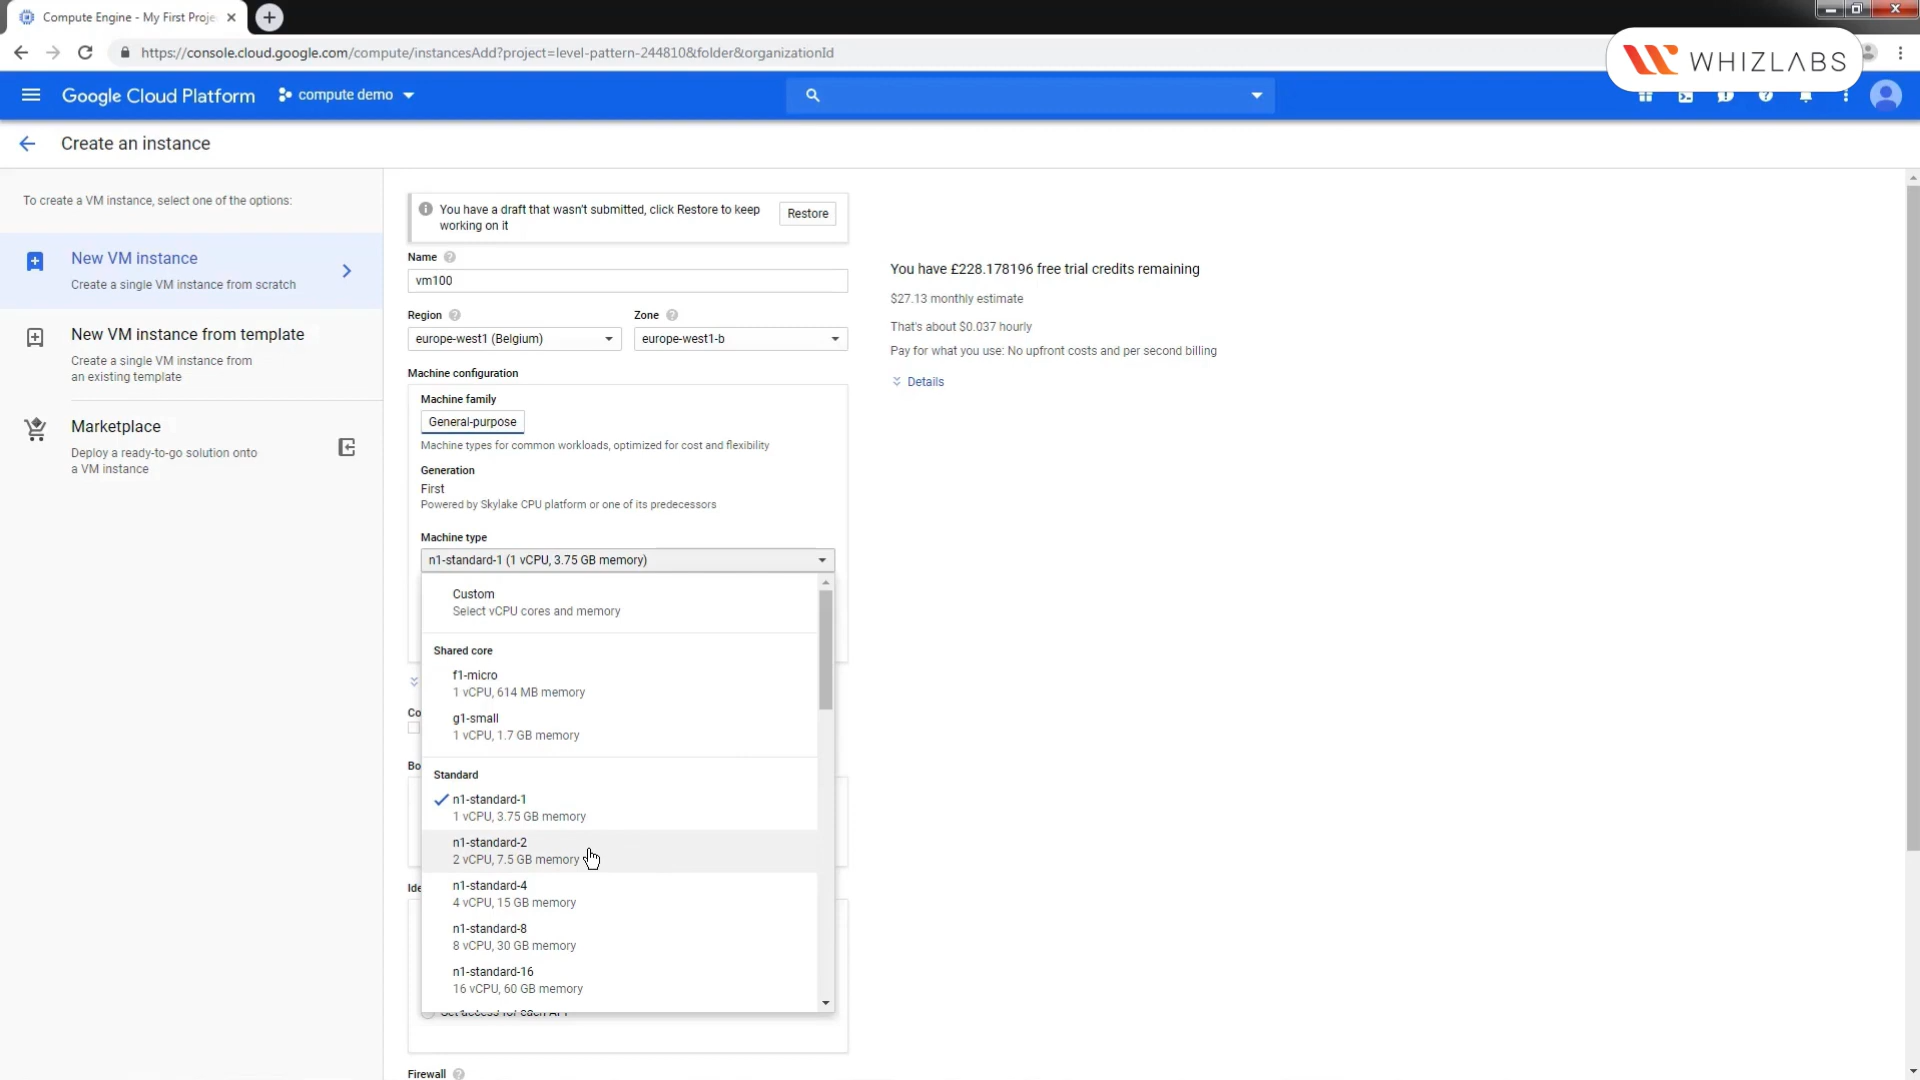 Compute Engine - My First Proje
https://console.cloud.google.com/compute/instancesAdd?project=level-pattern-244810&folder&organizationId
WHIZLABS
Google Cloud Platform
compute demo
Create an instance
To create a VM instance, select one of the options:
New VM instance
Create a single VM instance from scratch
New VM instance from template
Create a single VM instance from
an existing template
Marketplace
Deploy a ready-to-go solution onto
a VM instance
You have a draft that wasn't submitted, click Restore to keep
working on it
Restore
Name
vm100
Region
Zone
europe-west1 (Belgium)
europe-west1-b
Machine configuration
Machine family
General-purpose
Machine types for common workloads, optimized for cost and flexibility
Generation
First
Powered by Skylake CPU platform or one of its predecessors
Machine type
n1-standard-1 (1 vCPU, 3.75 GB memory)
Custom
Select vCPU cores and memory
Shared core
f1-micro
1 vCPU, 614 MB memory
g1-small
1 vCPU, 1.7 GB memory
Co
Bo
Standard
n1-standard-1
1 vCPU, 3.75 GB memory
n1-standard-2
2 vCPU, 7.5 GB memory
n1-standard-4
4 vCPU, 15 GB memory
Ide
n1-standard-8
8 vCPU, 30 GB memory
n1-standard-16
16 vCPU, 60 GB memory
Set access for each API
Firewall
You have £228.178196 free trial credits remaining
$27.13 monthly estimate
That's about $0.037 hourly
Pay for what you use: No upfront costs and per second billing
Details